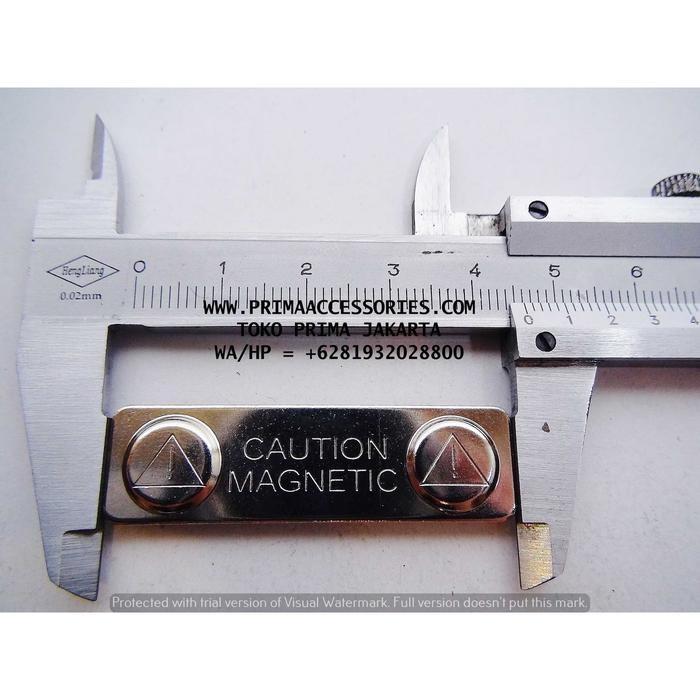 0 1 2 3 4 5 6
HengLiang
0.02mm
WWW.PRIMAACCESSORIES.COM
TOKO PRIMA JAKARTA
WA/HP = +6281932028800
0 1 2 3 4
CAUTION
MAGNETIC
Protected with trial version of Visual Watermark. Full version doesn't put this mark.